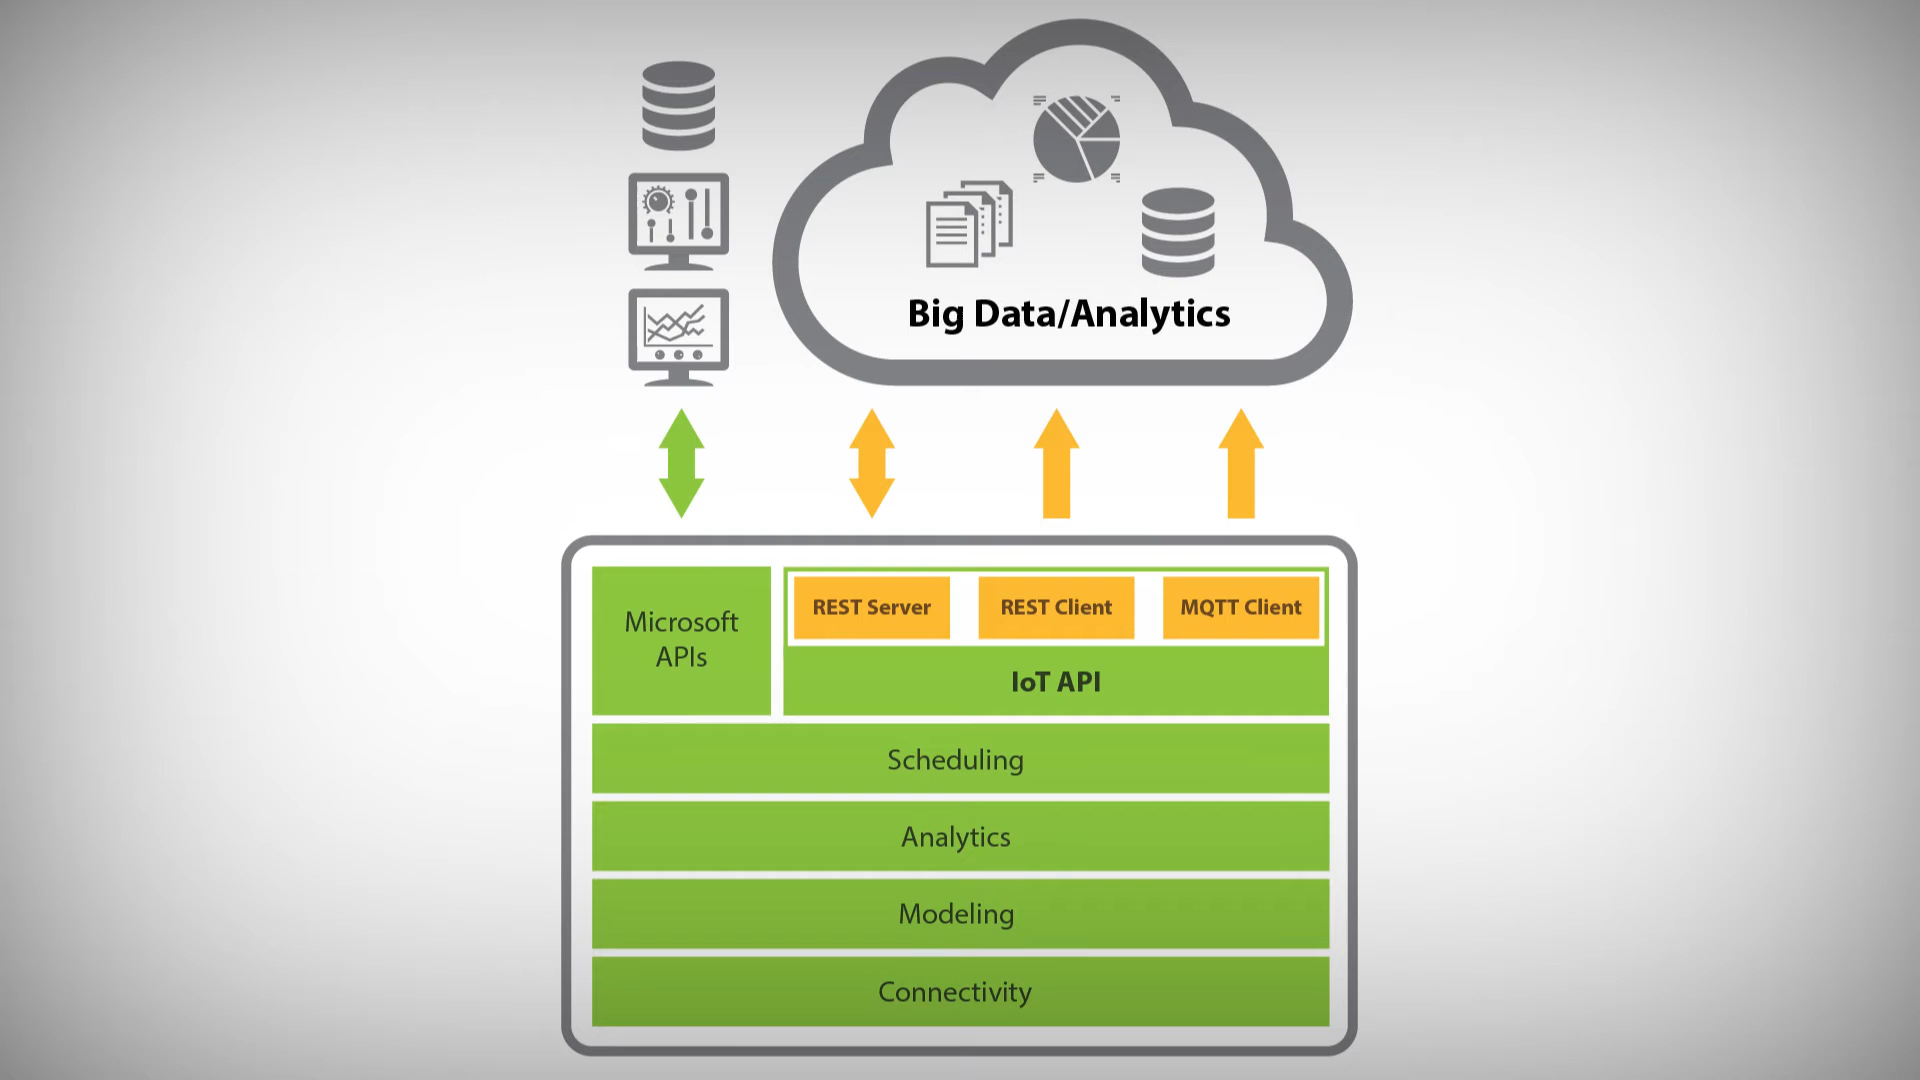 Big Data/Analytics
Microsoft
APIs
REST Server
REST Client
MQTT Client
IoT API
Scheduling
Analytics
Modeling
Connectivity